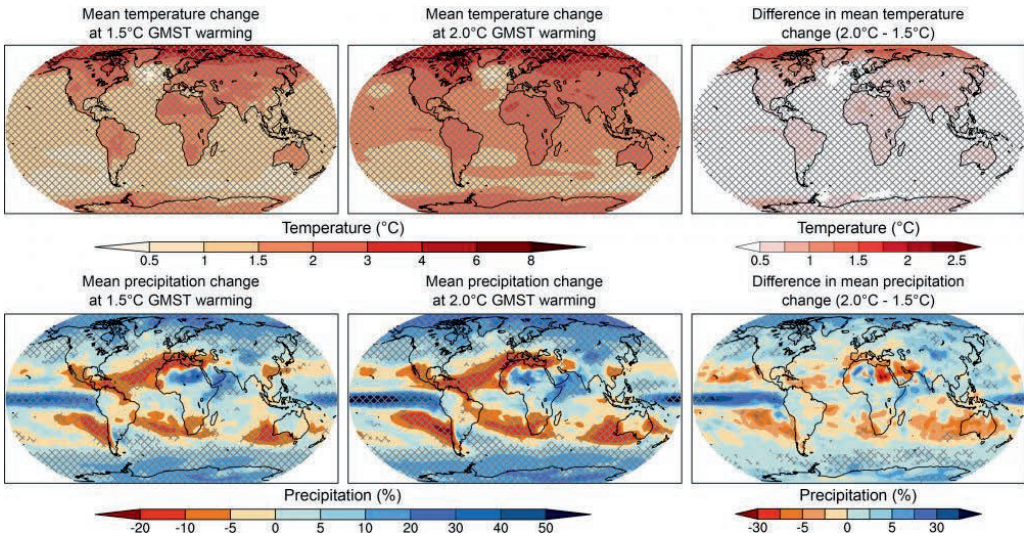 Mean temperature change
at 1.5°C GMST warming
Mean temperature change
at 2.0°C GMST warming
Difference in mean temperature
change (2.0°C - 1.5°C)
Temperature (°C)
0.5 1 1.5 2 3 4 6 8
Temperature (°C)
0.5 1 1.5 2 2.5
Mean precipitation change
at 1.5°C GMST warming
Mean precipitation change
at 2.0°C GMST warming
Difference in mean precipitation
change (2.0°C - 1.5°C)
Precipitation (%)
-20 -10 -5 0 5 10 20 30 40 50
Precipitation (%)
-30 -5 0 5 30